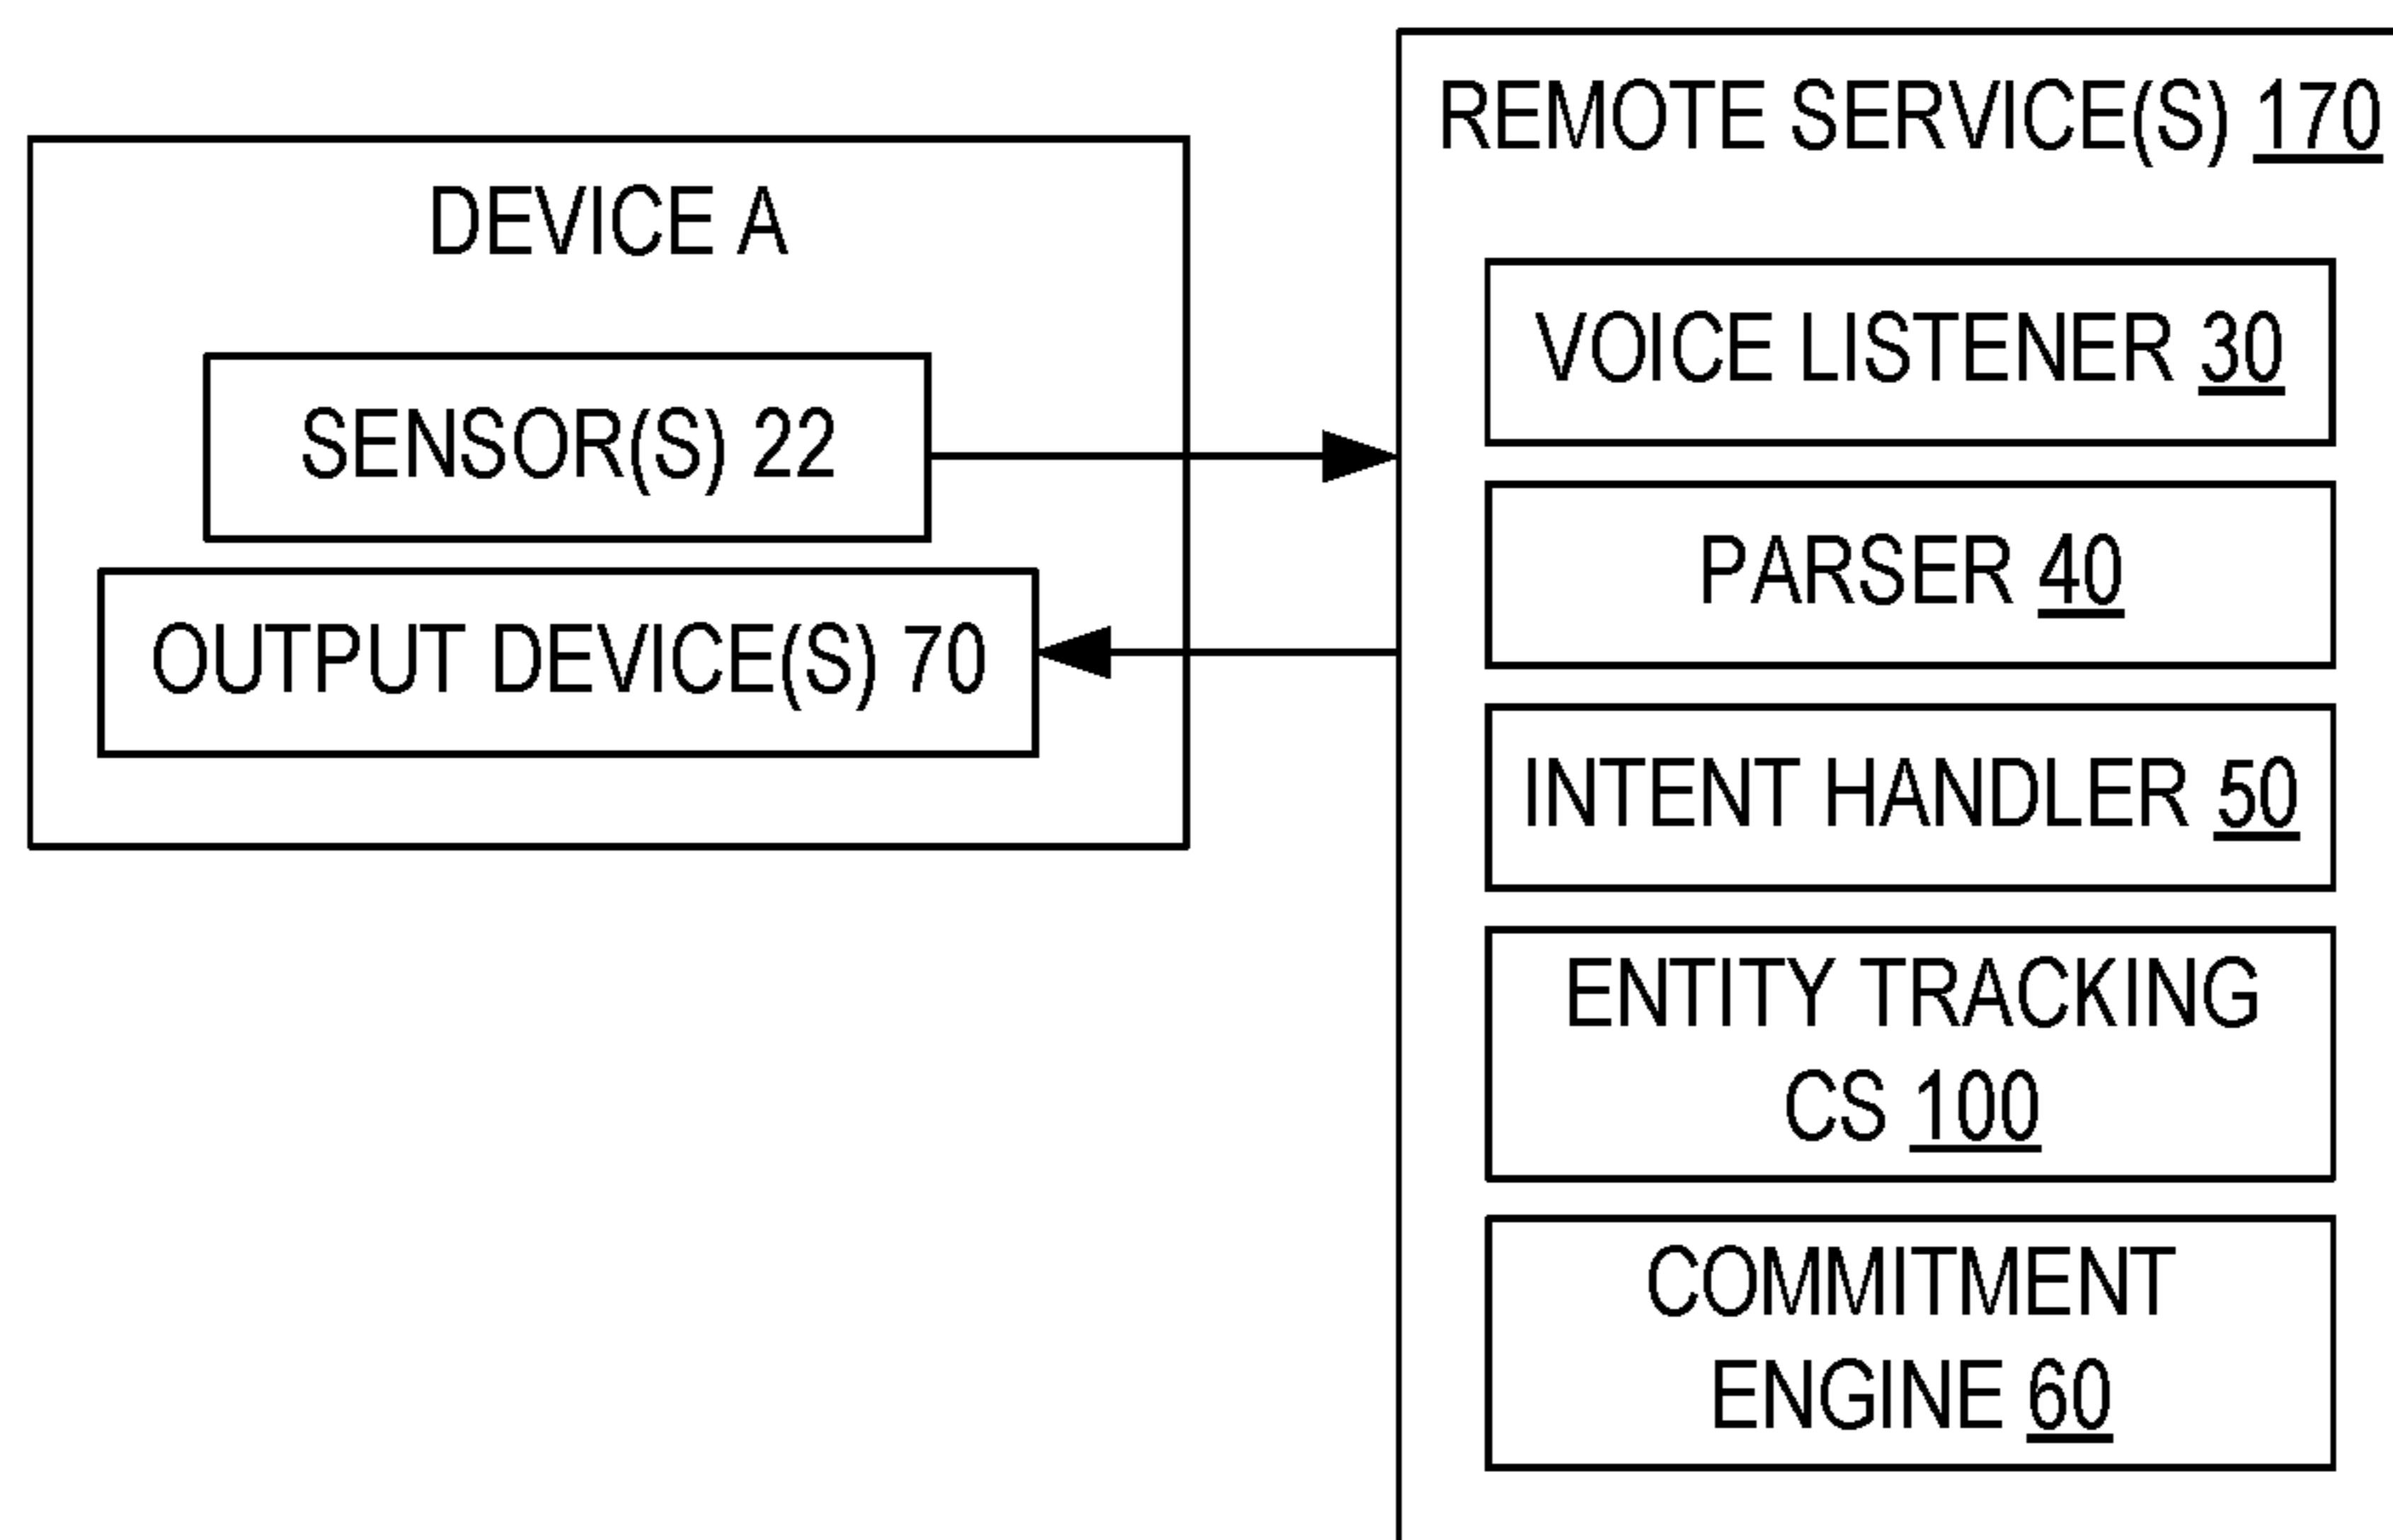 DEVICE A
SENSOR(S) 22
OUTPUT DEVICE(S) 70
REMOTE SERVICE(S) 170
VOICE LISTENER 30
PARSER 40
INTENT HANDLER 50
ENTITY TRACKING
CS 100
COMMITMENT
ENGINE 60